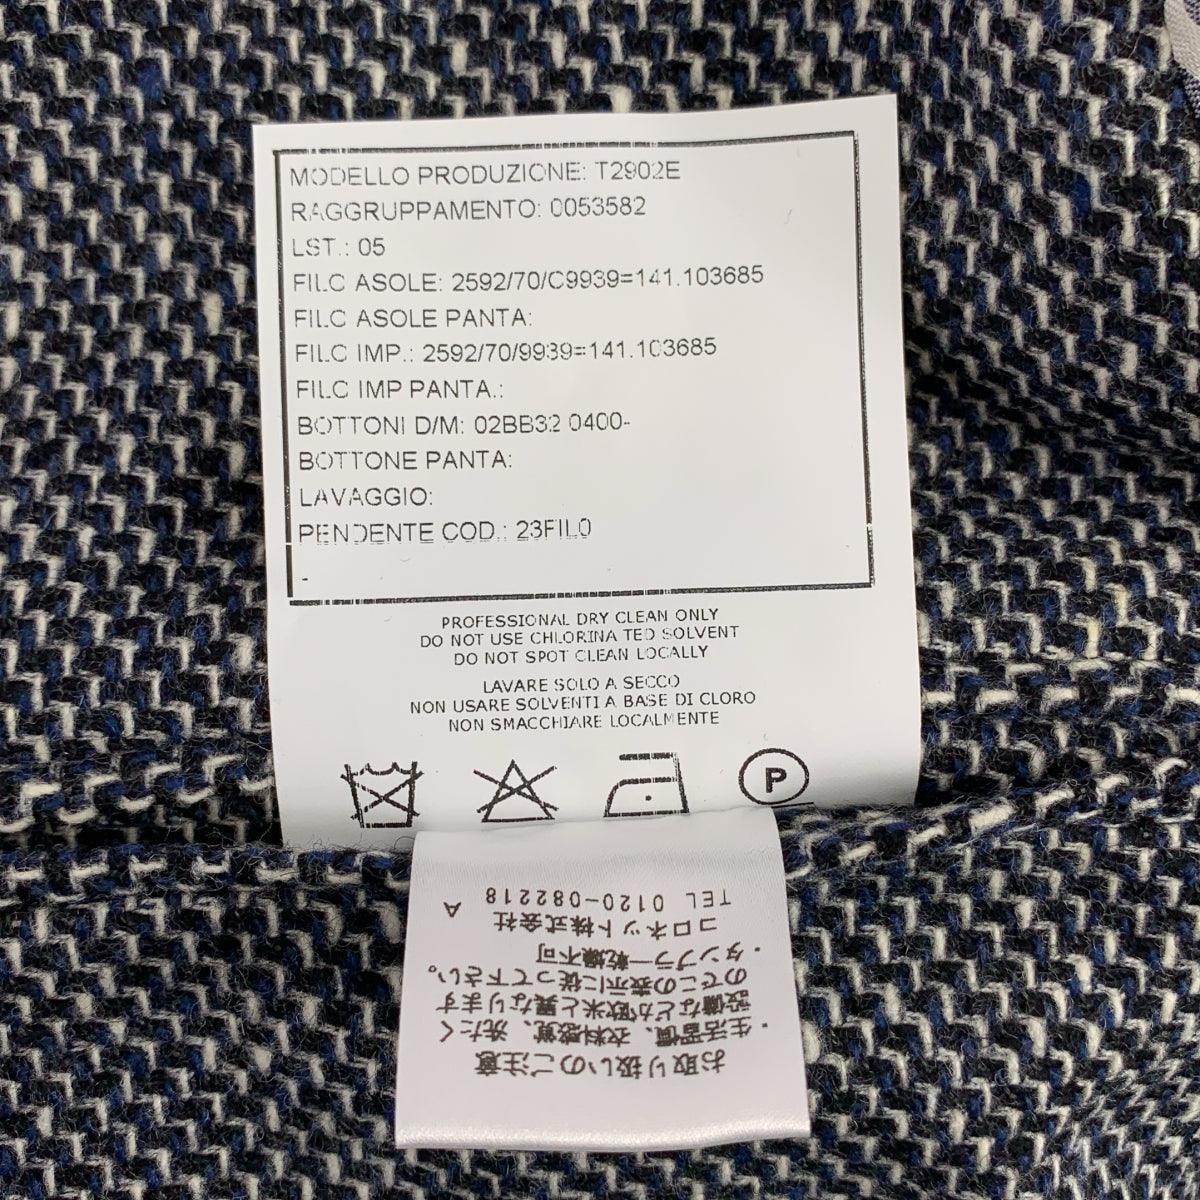 MODELLO PRODUZIONE: T2902E
RAGGRUPPAMENTO: 0053582
LST.: 05
FILO ASOLE: 2592/70/C9939=141.103685
FILO ASOLE PANTA:
FILO IMP.: 2592/70/9939=141.103685
FILO IMP PANTA.:
BOTTONI D/M: 02BB32 0400-
BOTTONE PANTA:
LAVAGGIO:
PENDENTE COD.: 23FIL0
-
PROFESSIONAL DRY CLEAN ONLY
DO NOT USE CHLORINA TED SOLVENT
DO NOT SPOT CLEAN LOCALLY
LAVARE SOLO A SECCO
NON USARE SOLVENTI A BASE DI CLORO
NON SMACCHIARE LOCALMENTE
P
お取り扱いのご注意
・生活習慣、衣料感覚、洗たく
設備などが欧米と異なります
のでこの表示に従って下さい。
・タンブラー乾燥不可
コロネット株式会社
TEL 0120-082218 A